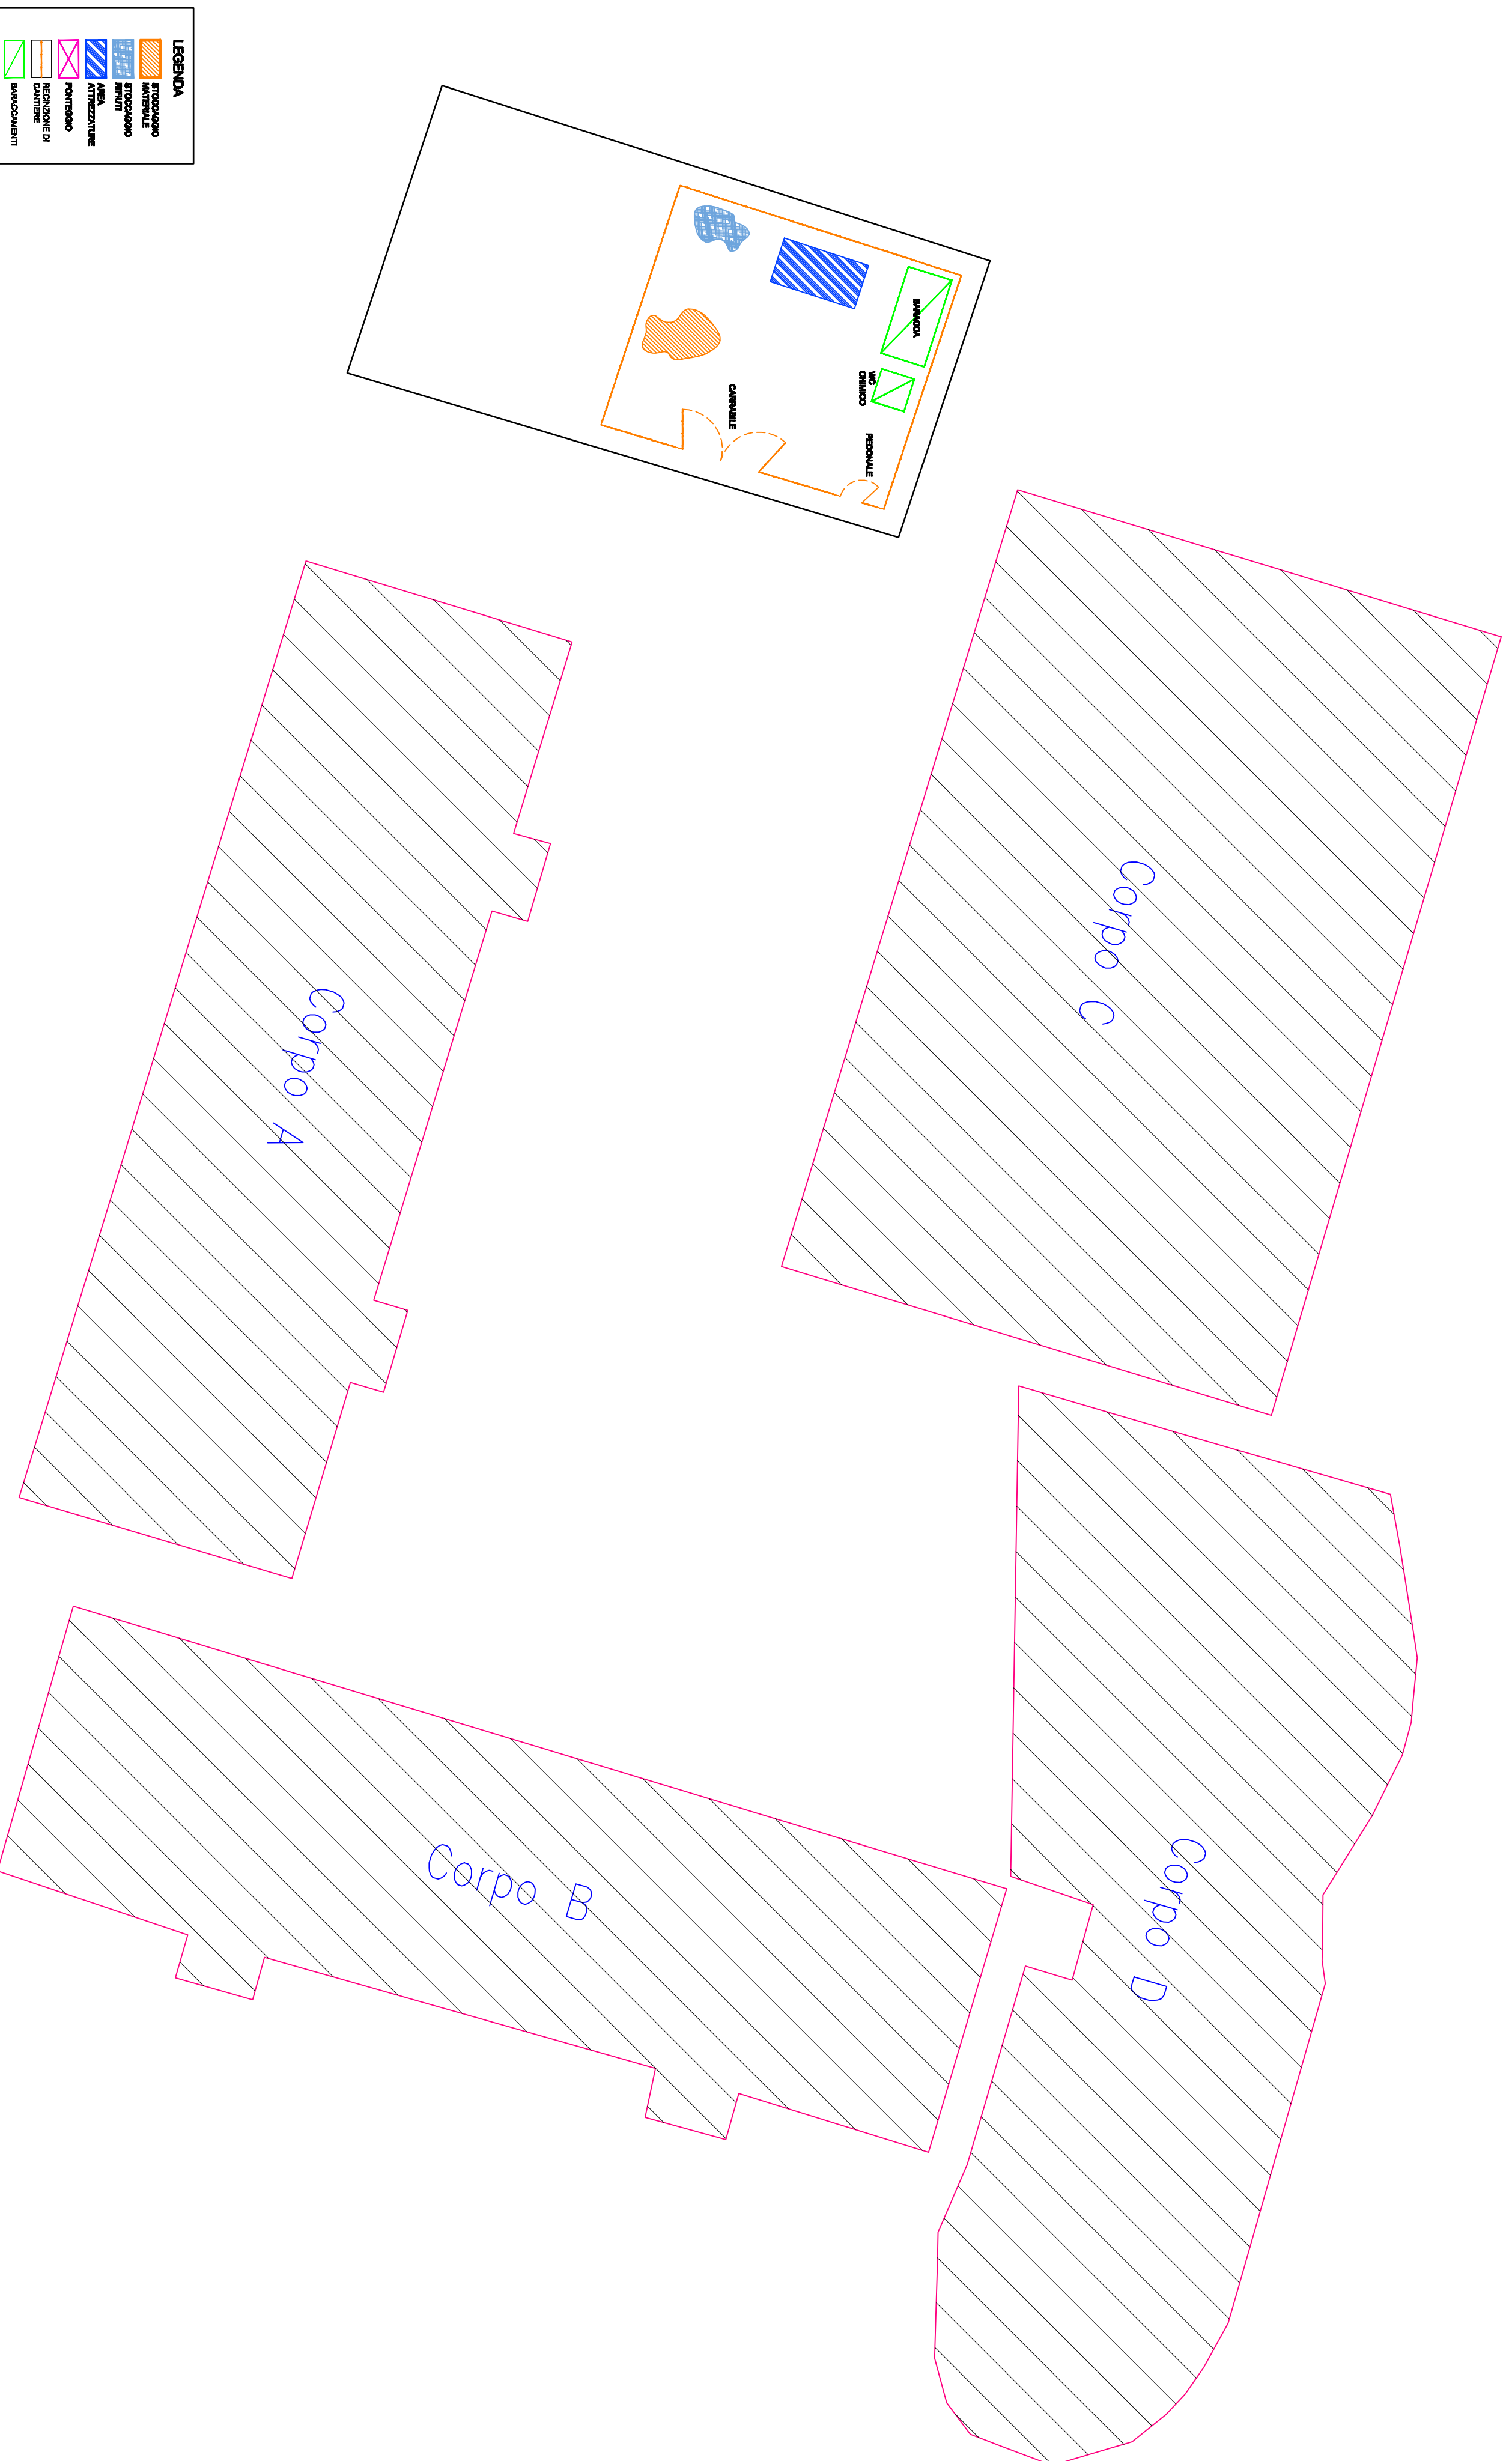 LEGENDA
STOCCAGGIO
MATERIALE
STOCCAGGIO
RIFIUTI
AREA
ATTREZZATURE
PONTEGGIO
RECINZIONE DI
CANTIERE
BARACCAMENTI
BARACCA
WC
CHIMICO
PEDONALE
CARRABILE
Corpo C
Corpo A
Corpo D
Corpo B